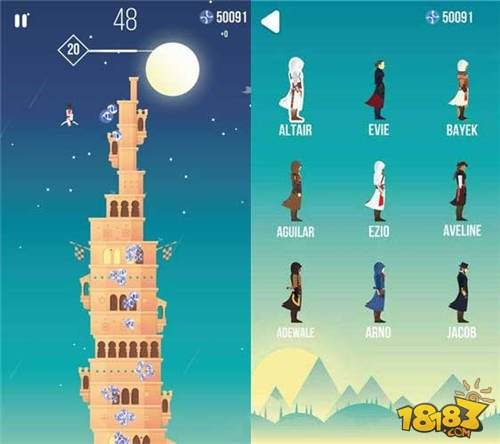 48
50091
+0
20
50091
ALTAIR
EVIE
BAYEK
AGUILAR
EZIO
AVELINE
ADEWALE
ARNO
JACOB
18183
.com